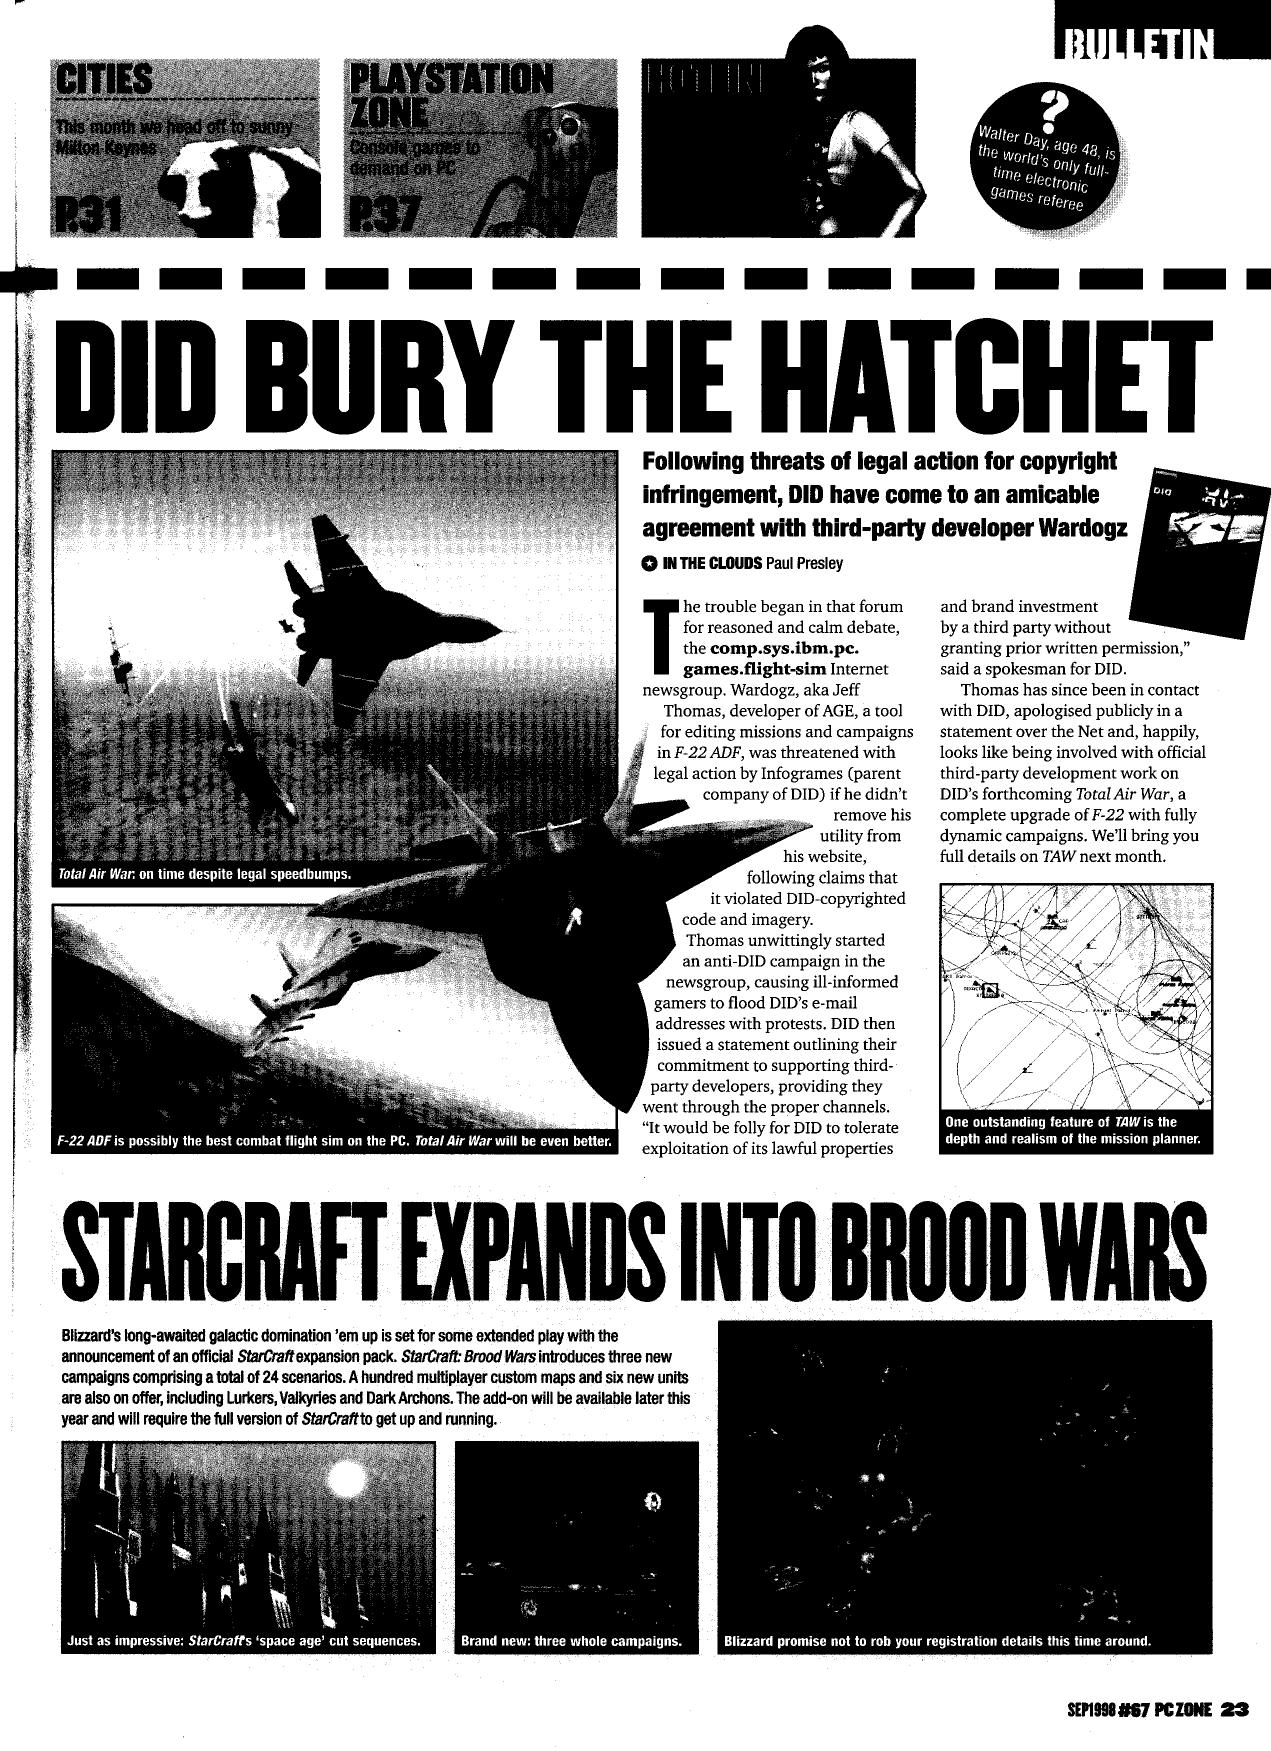 BULLETIN
CITIES
This month we head off to sunny
Milton Keynes
P.31
PLAYSTATION
ZONE
Console games to
demand on PC
P.37
?
Walter Day, age 48, is
the world's only full-
time electronic
games referee
DID BURY THE HATCHET
Following threats of legal action for copyright
infringement, DID have come to an amicable
agreement with third-party developer Wardogz
IN THE CLOUDS Paul Presley
The trouble began in that forum
for reasoned and calm debate,
the comp.sys.ibm.pc.
games.flight-sim Internet
newsgroup. Wardogz, aka Jeff
Thomas, developer of AGE, a tool
for editing missions and campaigns
in F-22 ADF, was threatened with
legal action by Infogrames (parent
company of DID) if he didn't
remove his
utility from
his website,
following claims that
it violated DID-copyrighted
code and imagery.
Thomas unwittingly started
an anti-DID campaign in the
newsgroup, causing ill-informed
gamers to flood DID's e-mail
addresses with protests. DID then
issued a statement outlining their
commitment to supporting third-
party developers, providing they
went through the proper channels.
"It would be folly for DID to tolerate
exploitation of its lawful properties
and brand investment
by a third party without
granting prior written permission,"
said a spokesman for DID.
Thomas has since been in contact
with DID, apologised publicly in a
statement over the Net and, happily,
looks like being involved with official
third-party development work on
DID's forthcoming Total Air War, a
complete upgrade of F-22 with fully
dynamic campaigns. We'll bring you
full details on TAW next month.
DID
Total Air War: on time despite legal speedbumps.
F-22 ADF is possibly the best combat flight sim on the PC. Total Air War will be even better.
One outstanding feature of TAW is the
depth and realism of the mission planner.
STARCRAFT EXPANDS INTO BROOD WARS
Blizzard's long-awaited galactic domination 'em up is set for some extended play with the
announcement of an official StarCraft expansion pack. StarCraft: Brood Wars introduces three new
campaigns comprising a total of 24 scenarios. A hundred multiplayer custom maps and six new units
are also on offer, including Lurkers, Valkyries and Dark Archons. The add-on will be available later this
year and will require the full version of StarCraft to get up and running.
Just as impressive: StarCraft's 'space age' cut sequences.
Brand new: three whole campaigns.
Blizzard promise not to rob your registration details this time around.
SEP 1998 #67 PC ZONE 23